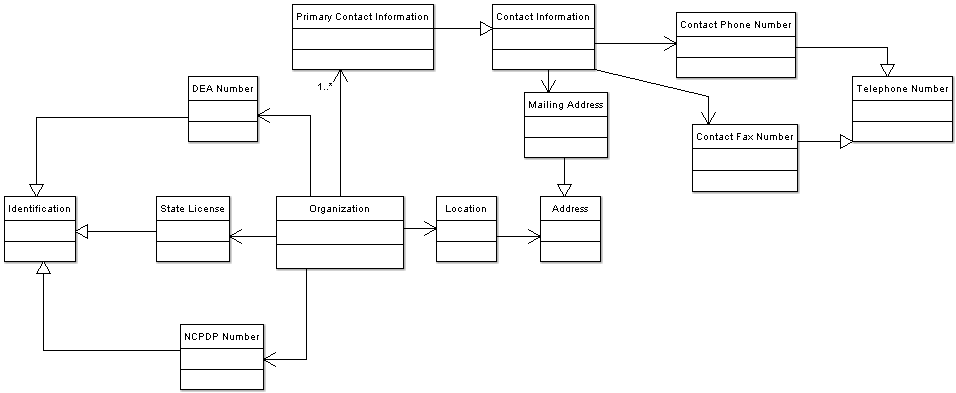 Primary Contact Information
Contact Information
Contact Phone Number
1..*
DEA Number
Telephone Number
Mailing Address
Contact Fax Number
Identification
State License
Organization
Location
Address
NCPDP Number